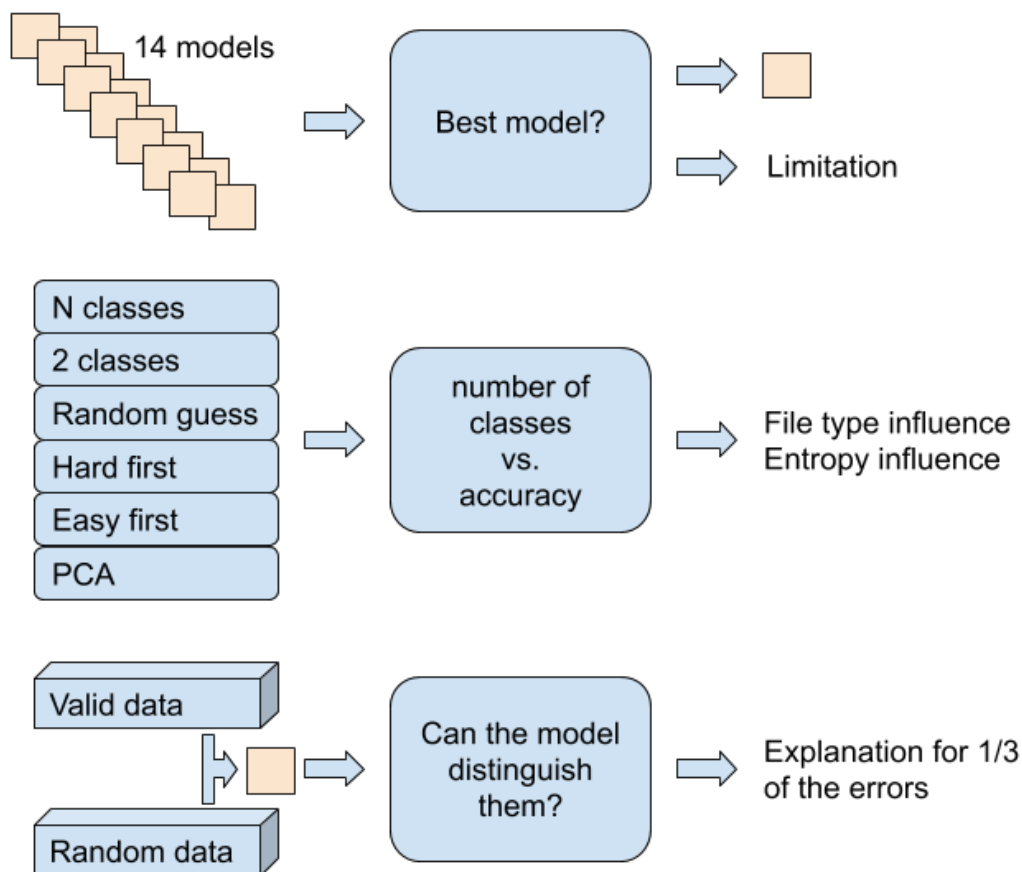 14 models
Best model?
Limitation
N classes
2 classes
Random guess
Hard first
Easy first
PCA
number of
classes
vs.
accuracy
File type influence
Entropy influence
Valid data
Random data
Can the model
distinguish
them?
Explanation for 1/3
of the errors